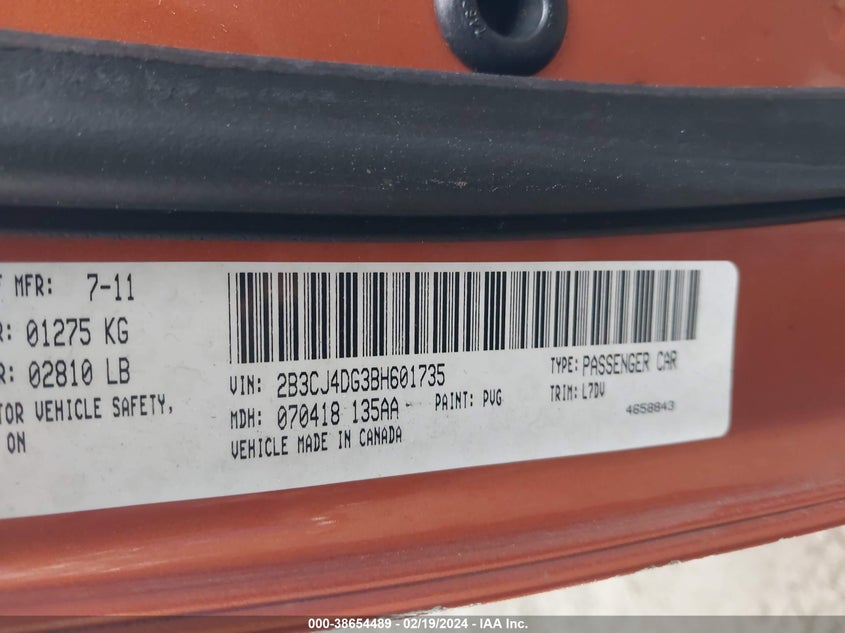 MFR: 7-11
R: 01275 KG
R: 02810 LB
TOR VEHICLE SAFETY,
ON
VIN: 2B3CJ4DG3BH601735
TYPE: PASSENGER CAR
MDH: 070418 135AA
PAINT: PVG
TRIM: L7DV
VEHICLE MADE IN CANADA
4658843
000-38654489 - 02/19/2024 - IAA Inc.